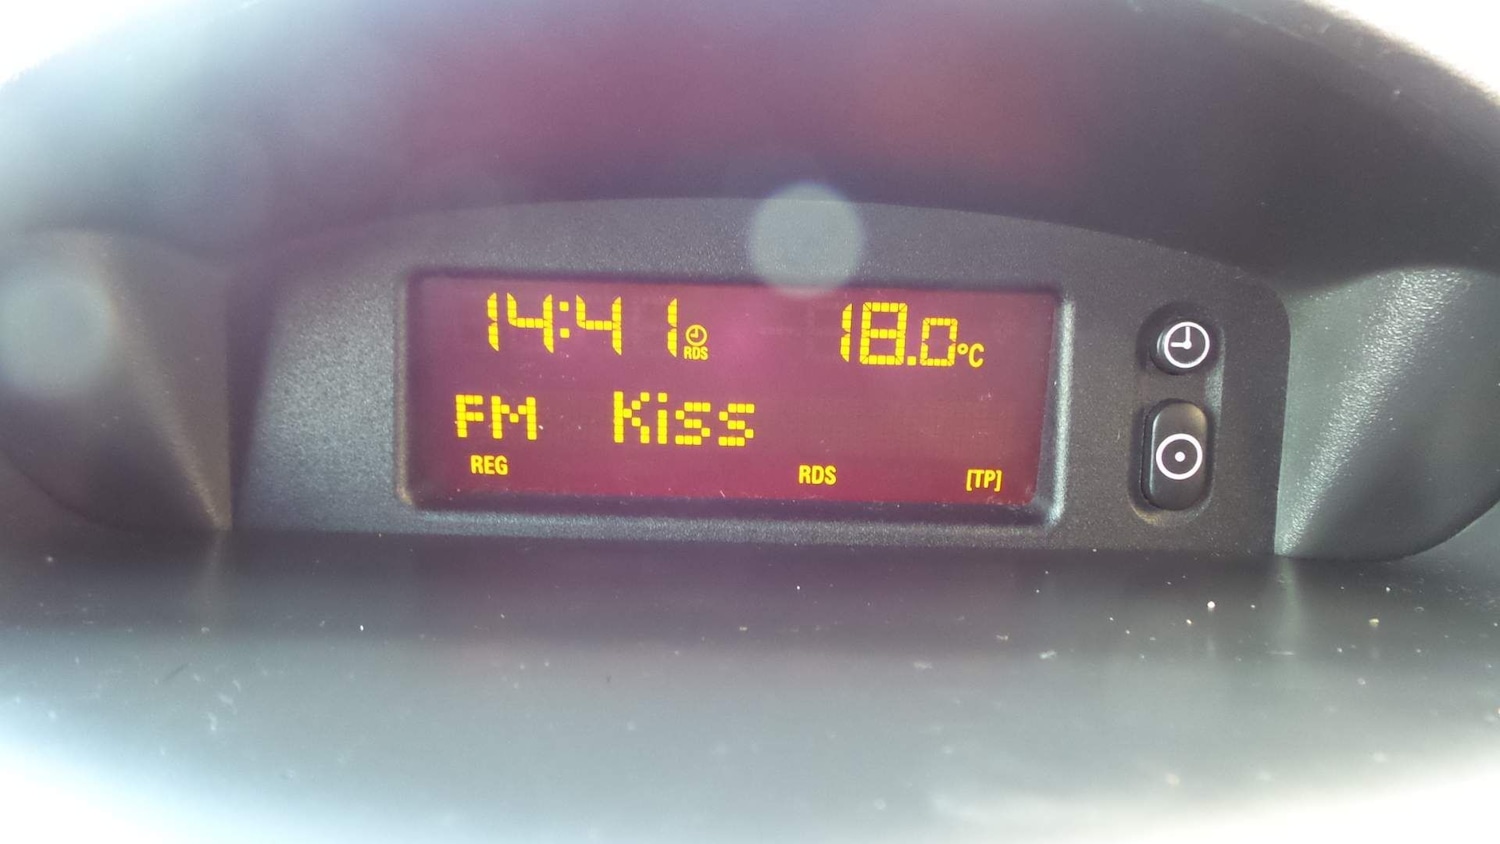 14:41 RDS 18.0°C
FM Kiss
REG RDS [TP]